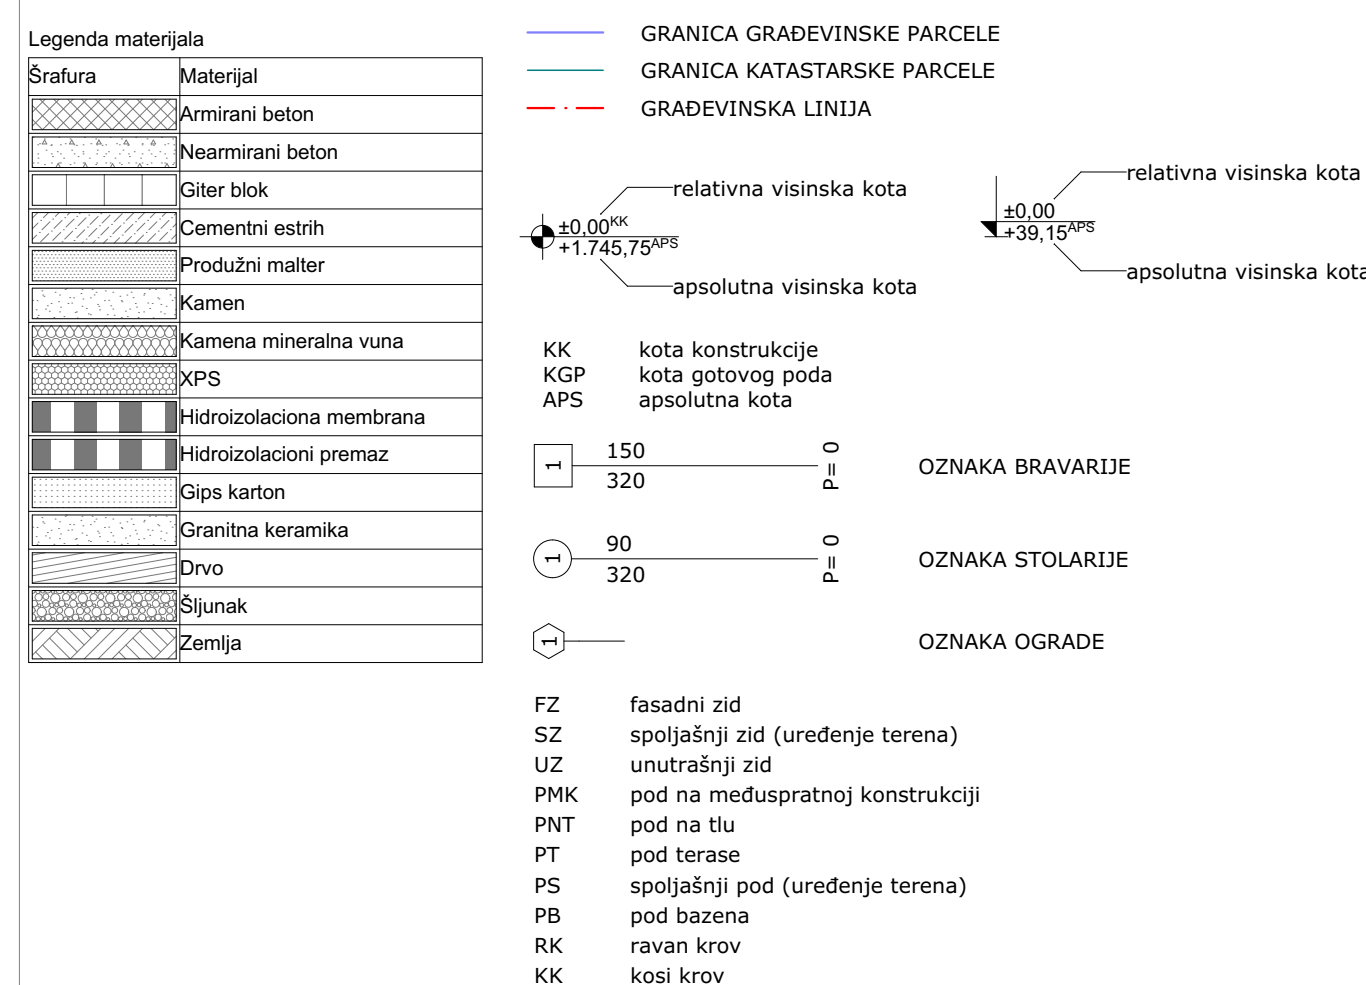 Legenda materijala
Šrafura Materijal
Armirani beton
Nearmirani beton
Giter blok
Cementni estrih
Produžni malter
Kamen
Kamena mineralna vuna
XPS
Hidroizolaciona membrana
Hidroizolacioni premaz
Gips karton
Granitna keramika
Drvo
Šljunak
Zemlja
GRANICA GRAĐEVINSKE PARCELE
GRANICA KATASTARSKE PARCELE
GRAĐEVINSKA LINIJA
relativna visinska kota
±0,00KK
+1.745,75APS
apsolutna visinska kota
relativna visinska kota
±0,00
+39,15APS
apsolutna visinska kota
KK kota konstrukcije
KGP kota gotovog poda
APS apsolutna kota
1 150 320 P= 0 OZNAKA BRAVARIJE
1 90 320 P= 0 OZNAKA STOLARIJE
1 OZNAKA OGRADE
FZ fasadni zid
SZ spoljašnji zid (uređenje terena)
UZ unutrašnji zid
PMK pod na međuspratnoj konstrukciji
PNT pod na tlu
PT pod terase
PS spoljašnji pod (uređenje terena)
PB pod bazena
RK ravan krov
KK kosi krov